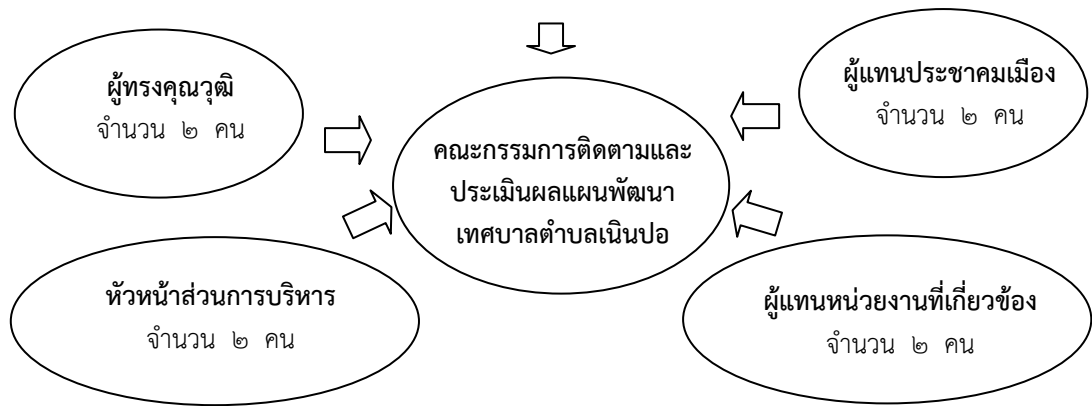 ผู้ทรงคุณวุฒิ
จำนวน ๒ คน
ผู้แทนประชาคมเมือง
จำนวน ๒ คน
คณะกรรมการติดตามและ
ประเมินผลแผนพัฒนา
เทศบาลตำบลเนินปอ
หัวหน้าส่วนการบริหาร
จำนวน ๒ คน
ผู้แทนหน่วยงานที่เกี่ยวข้อง
จำนวน ๒ คน